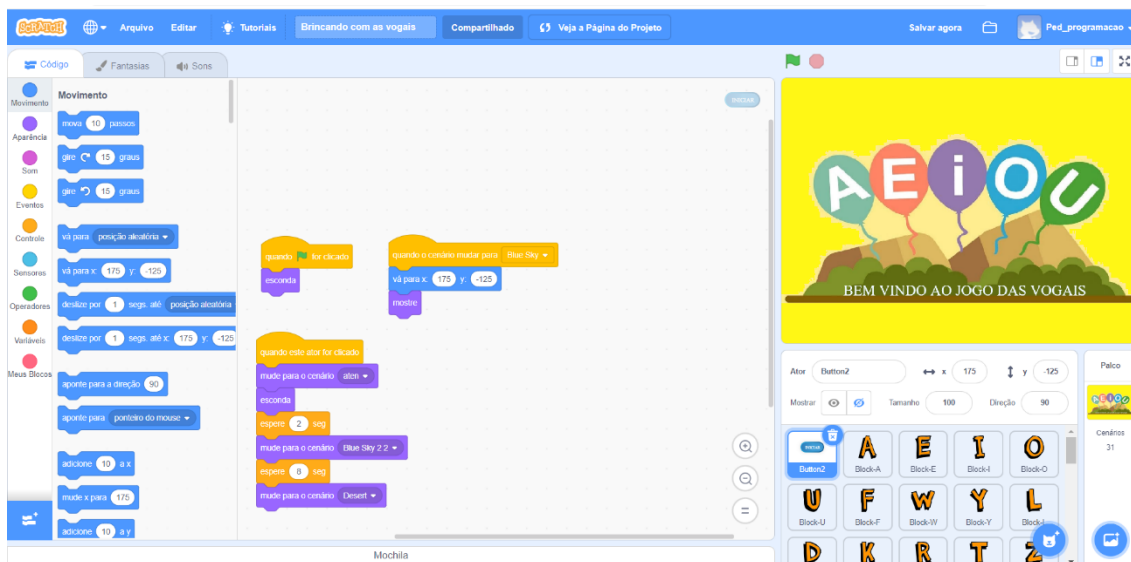 SCRATCH
Arquivo
Editar
Tutoriais
Brincando com as vogais
Compartilhado
Veja a Página do Projeto
Salvar agora
Ped_programacao
Código
Fantasias
Sons
Movimento
Aparência
Som
Eventos
Controle
Sensores
Operadores
Variáveis
Meus Blocos
Movimento
mova 10 passos
gire 15 graus
gire 15 graus
vá para posição aleatória
vá para x: 175 y: -125
deslize por 1 segs. até posição aleatória
deslize por 1 segs. até x: 175 y: -125
aponte para a direção 90
aponte para ponteiro do mouse
adicione 10 a x
mude x para 175
adicione 10 a y
INICIAR
quando for clicado
esconda
quando o cenário mudar para Blue Sky
vá para x: 175 y: -125
mostre
quando este ator for clicado
mude para o cenário aten
esconda
espere 2 seg
mude para o cenário Blue Sky 2 2
espere 8 seg
mude para o cenário Desert
Mochila
A E i O U
BEM VINDO AO JOGO DAS VOGAIS
Ator Button2 x 175 y -125
Mostrar Tamanho 100 Direção 90
INICIAR
Button2
A
Block-A
E
Block-E
I
Block-I
O
Block-O
U
Block-U
F
Block-F
W
Block-W
Y
Block-Y
L
D
K
R
T
Z
Palco
AEIOU
Cenários
31